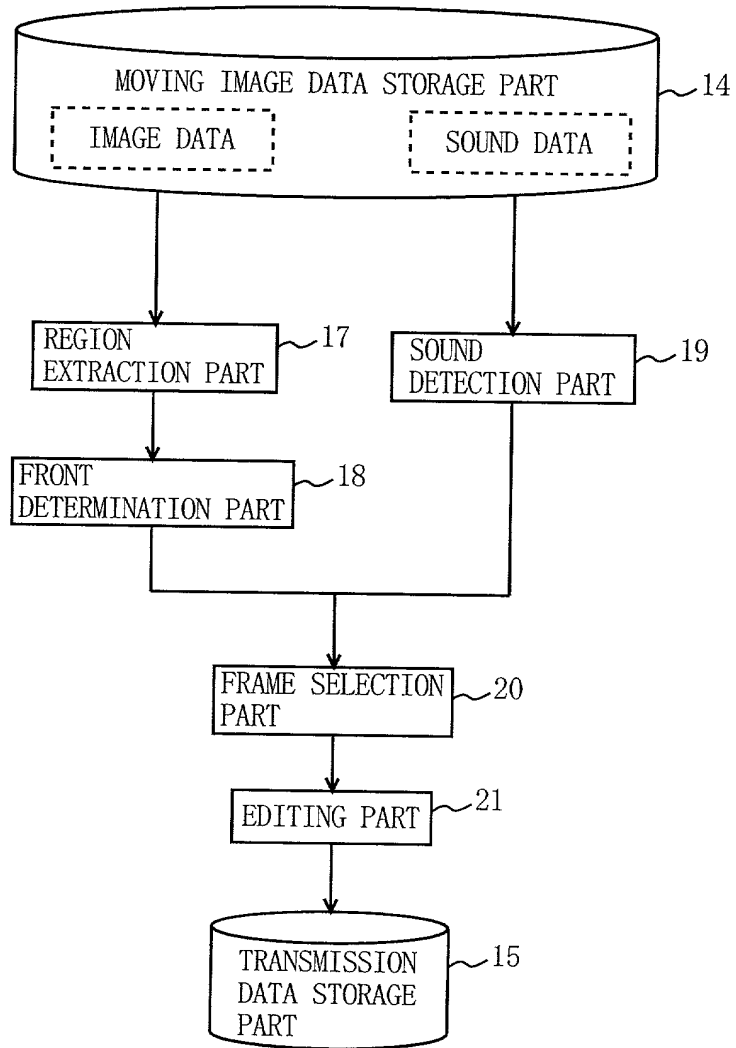 MOVING IMAGE DATA STORAGE PART
14
IMAGE DATA
SOUND DATA
REGION
EXTRACTION PART
17
SOUND
DETECTION PART
19
FRONT
DETERMINATION PART
18
FRAME SELECTION
PART
20
EDITING PART
21
TRANSMISSION
DATA STORAGE
PART
15